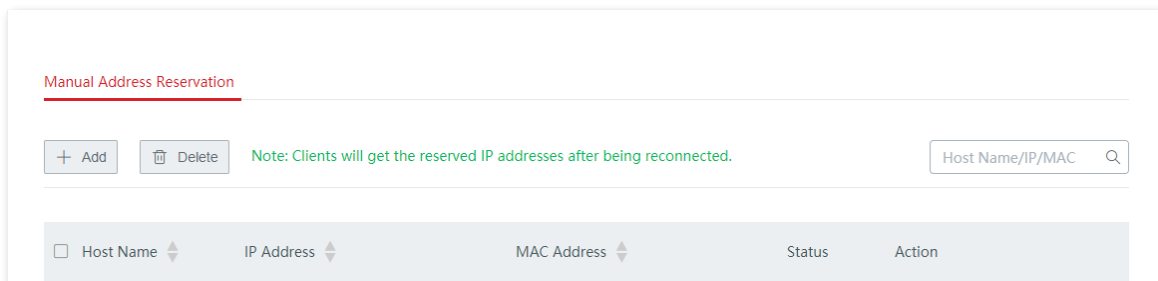 Manual Address Reservation
+ Add
Delete
Note: Clients will get the reserved IP addresses after being reconnected.
Host Name/IP/MAC
Host Name
IP Address
MAC Address
Status
Action